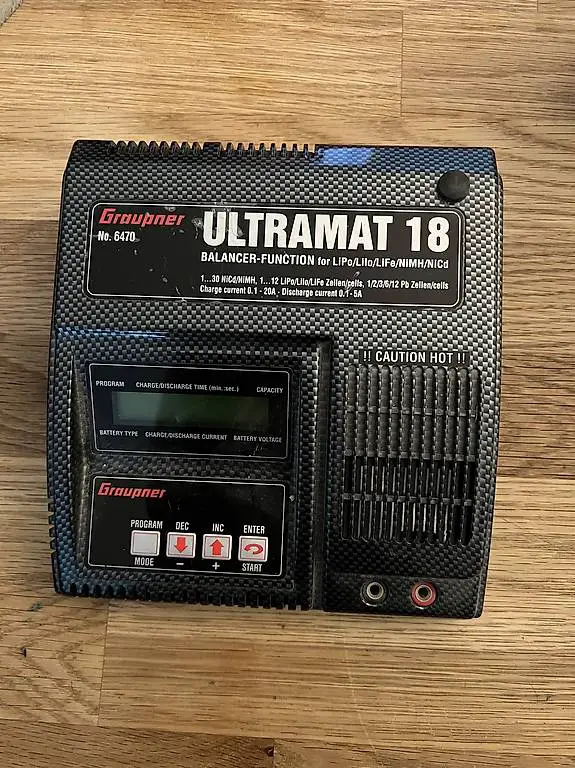 Graupner
No. 6470
ULTRAMAT 18
BALANCER-FUNCTION for LiPo/LiIo/LiFe/NiMH/NiCd
1...30 NiCd/NiMH, 1...12 LiPo/LiIo/LiFe Zellen/cells, 1/2/3/6/12 Pb Zellen/cells
Charge current 0.1 - 20A - Discharge current 0.1- 5A
!! CAUTION HOT !!
PROGRAM CHARGE/DISCHARGE TIME (min.:sec.) CAPACITY
BATTERY TYPE CHARGE/DISCHARGE CURRENT BATTERY VOLTAGE
Graupner
PROGRAM DEC INC ENTER
MODE - + START